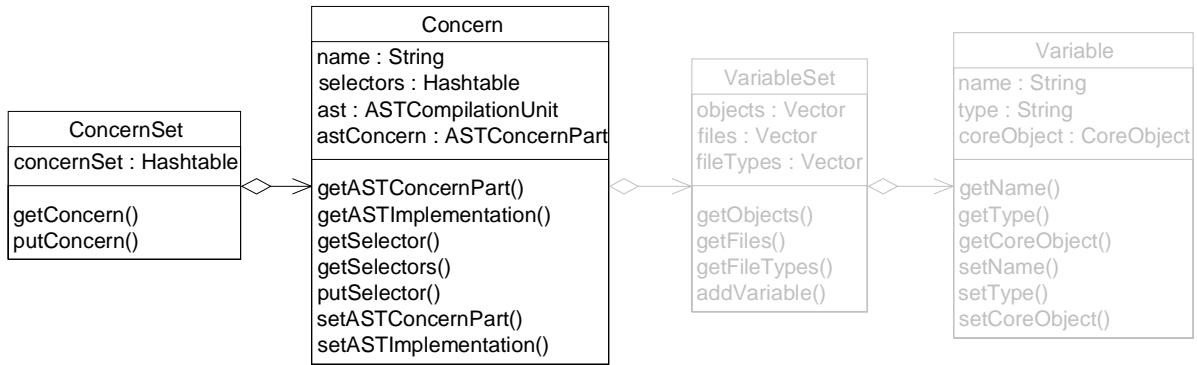 ConcernSet
concernSet : Hashtable
getConcern()
putConcern()
Concern
name : String
selectors : Hashtable
ast : ASTCompilationUnit
astConcern : ASTConcernPart
getASTConcernPart()
getASTImplementation()
getSelector()
getSelectors()
putSelector()
setASTConcernPart()
setASTImplementation()
VariableSet
objects : Vector
files : Vector
fileTypes : Vector
getObjects()
getFiles()
getFileTypes()
addVariable()
Variable
name : String
type : String
coreObject : CoreObject
getName()
getType()
getCoreObject()
setName()
setType()
setCoreObject()